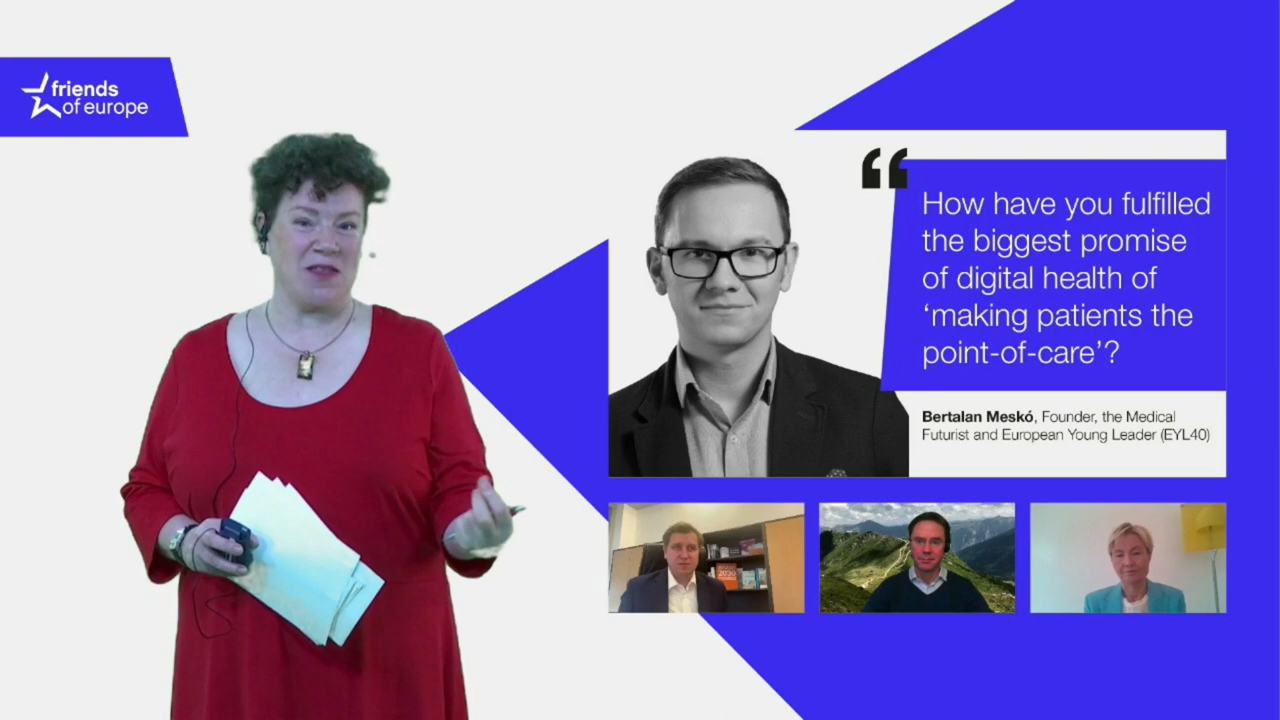 friends
of europe
“
How have you fulfilled
the biggest promise
of digital health of
‘making patients the
point-of-care’?
Bertalan Meskó, Founder, the Medical
Futurist and European Young Leader (EYL40)
2030